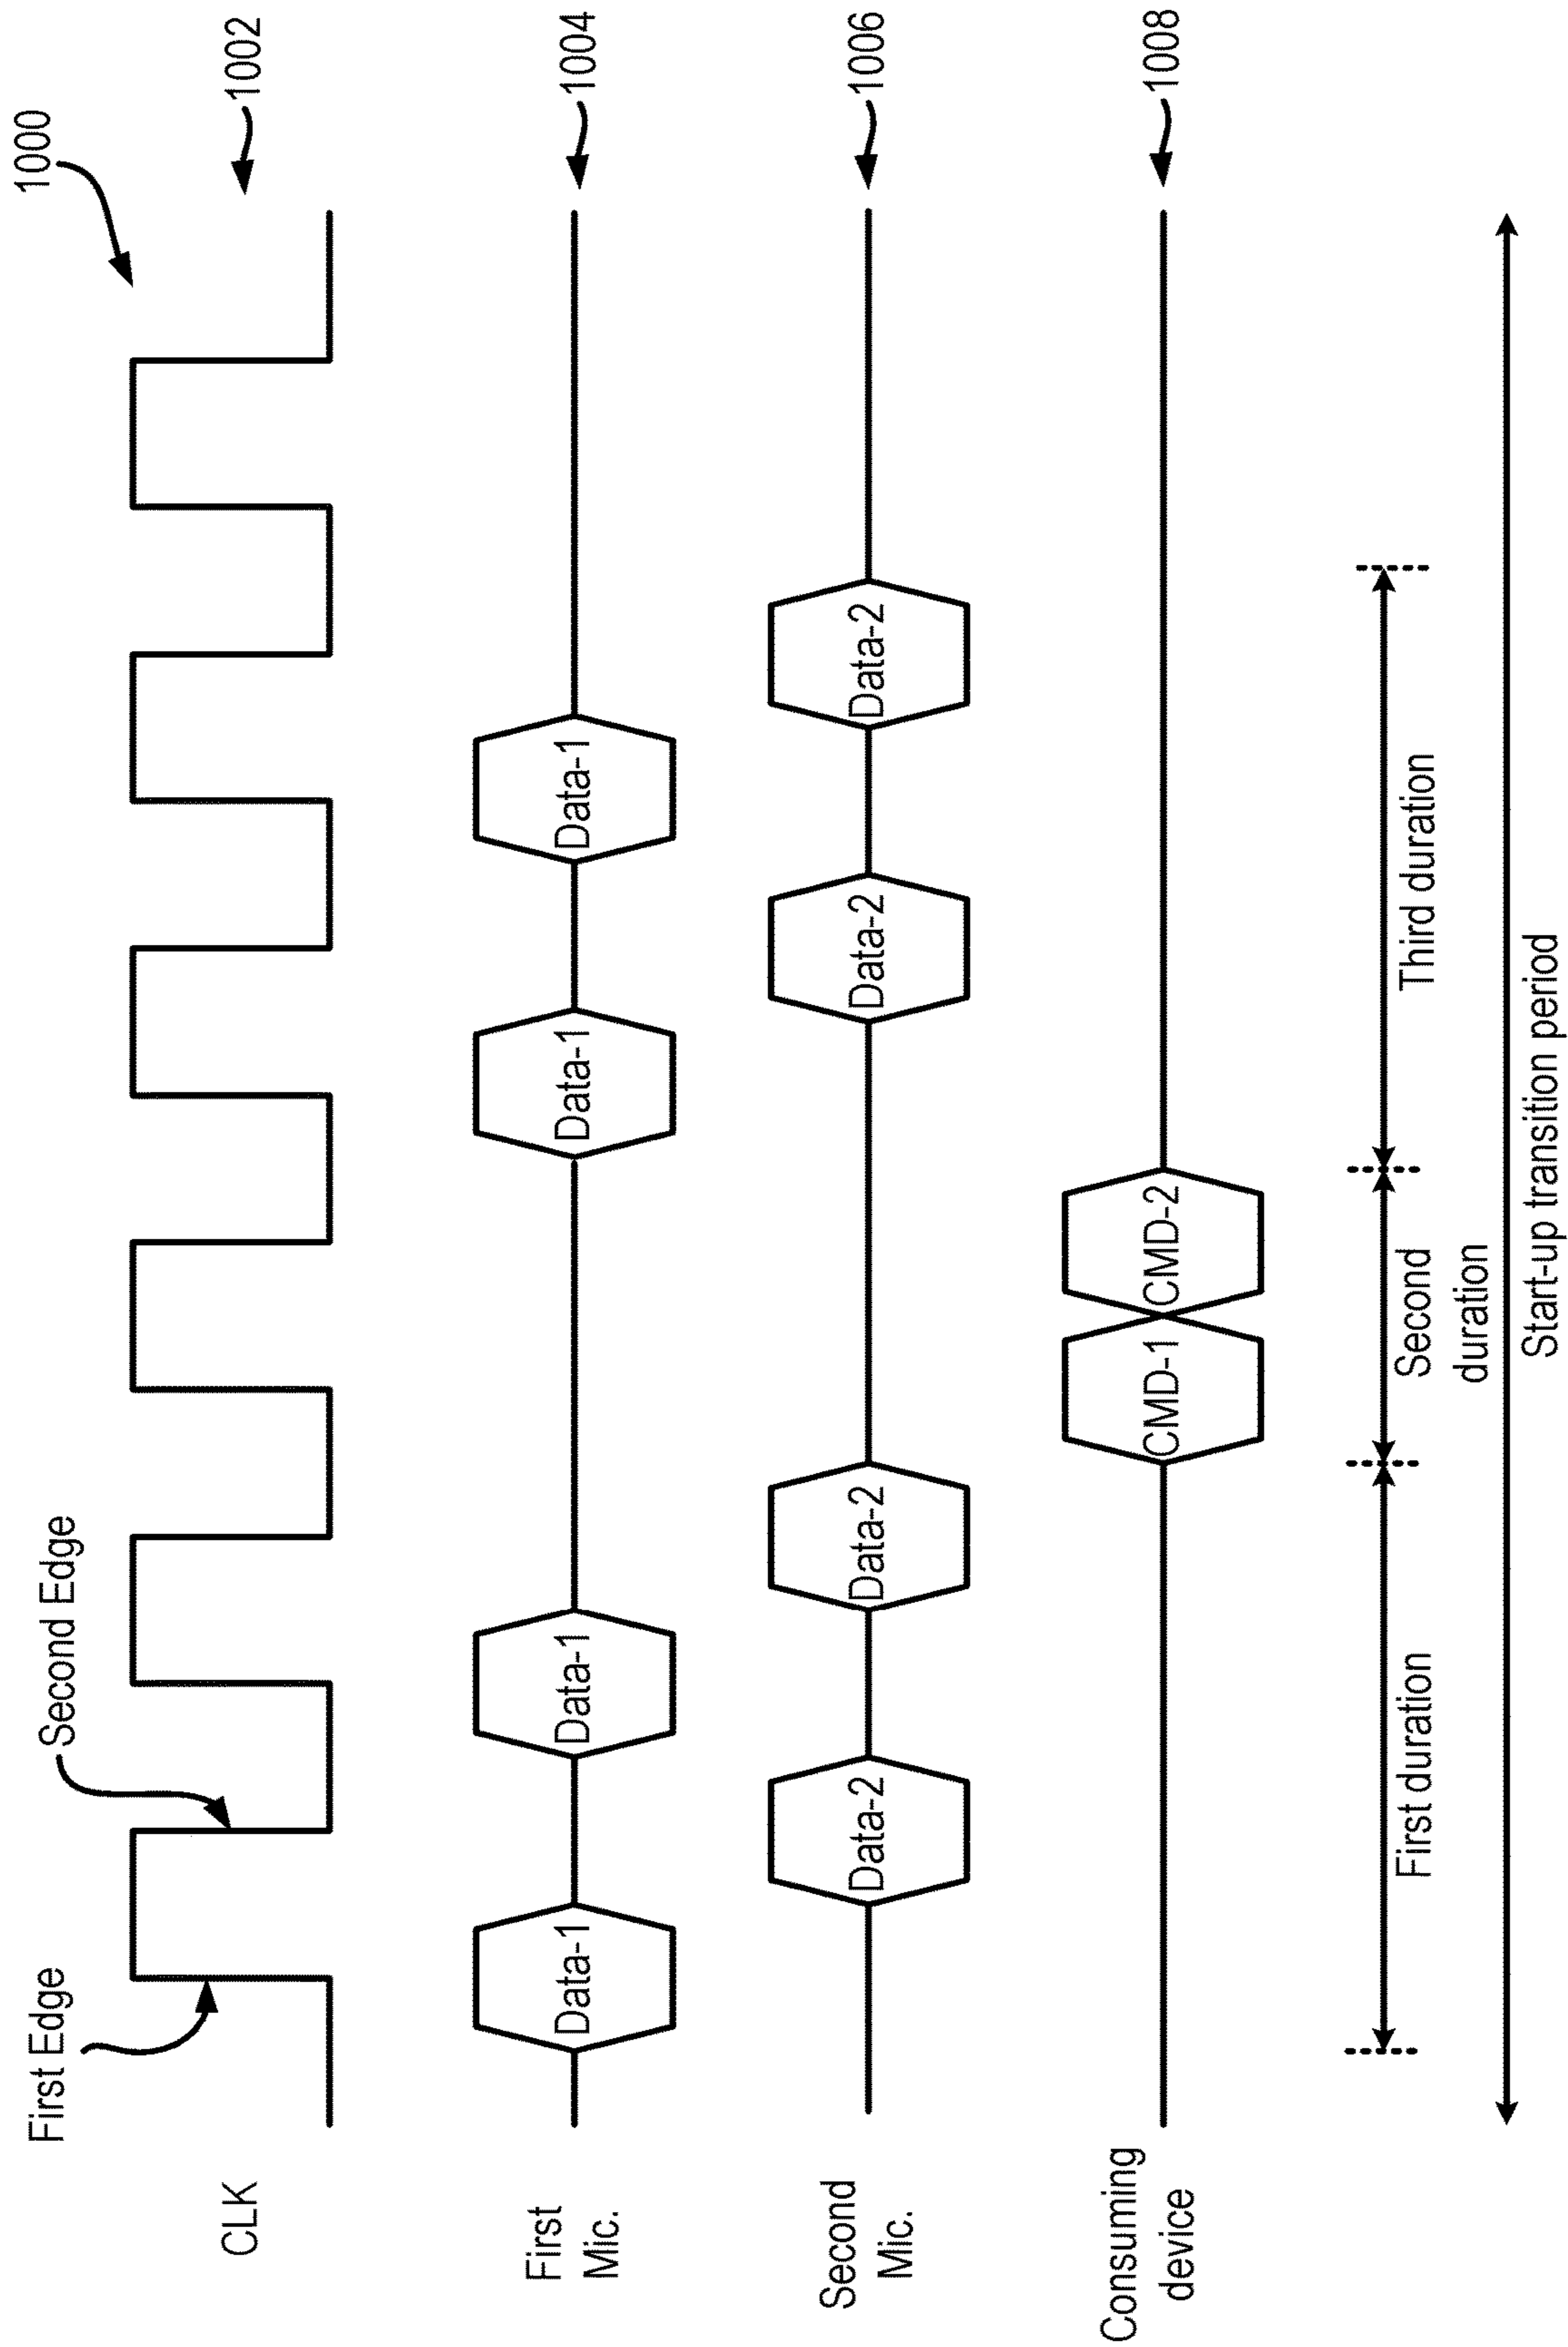 1000
First Edge
Second Edge
CLK
1002
First
Mic.
Data-1
Data-1
Data-1
Data-1
1004
Second
Mic.
Data-2
Data-2
Data-2
Data-2
1006
Consuming
device
CMD-1
CMD-2
1008
First duration
Second
duration
Third duration
Start-up transition period